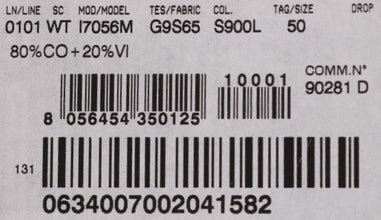 LN/LINE SC MOD/MODEL TES/FABRIC COL. TAG/SIZE DROP
0101 WT I7056M G9S65 S900L 50
80%CO+20%VI
10001
COMM.N°
90281 D
8 056454 350125
131
0634007002041582